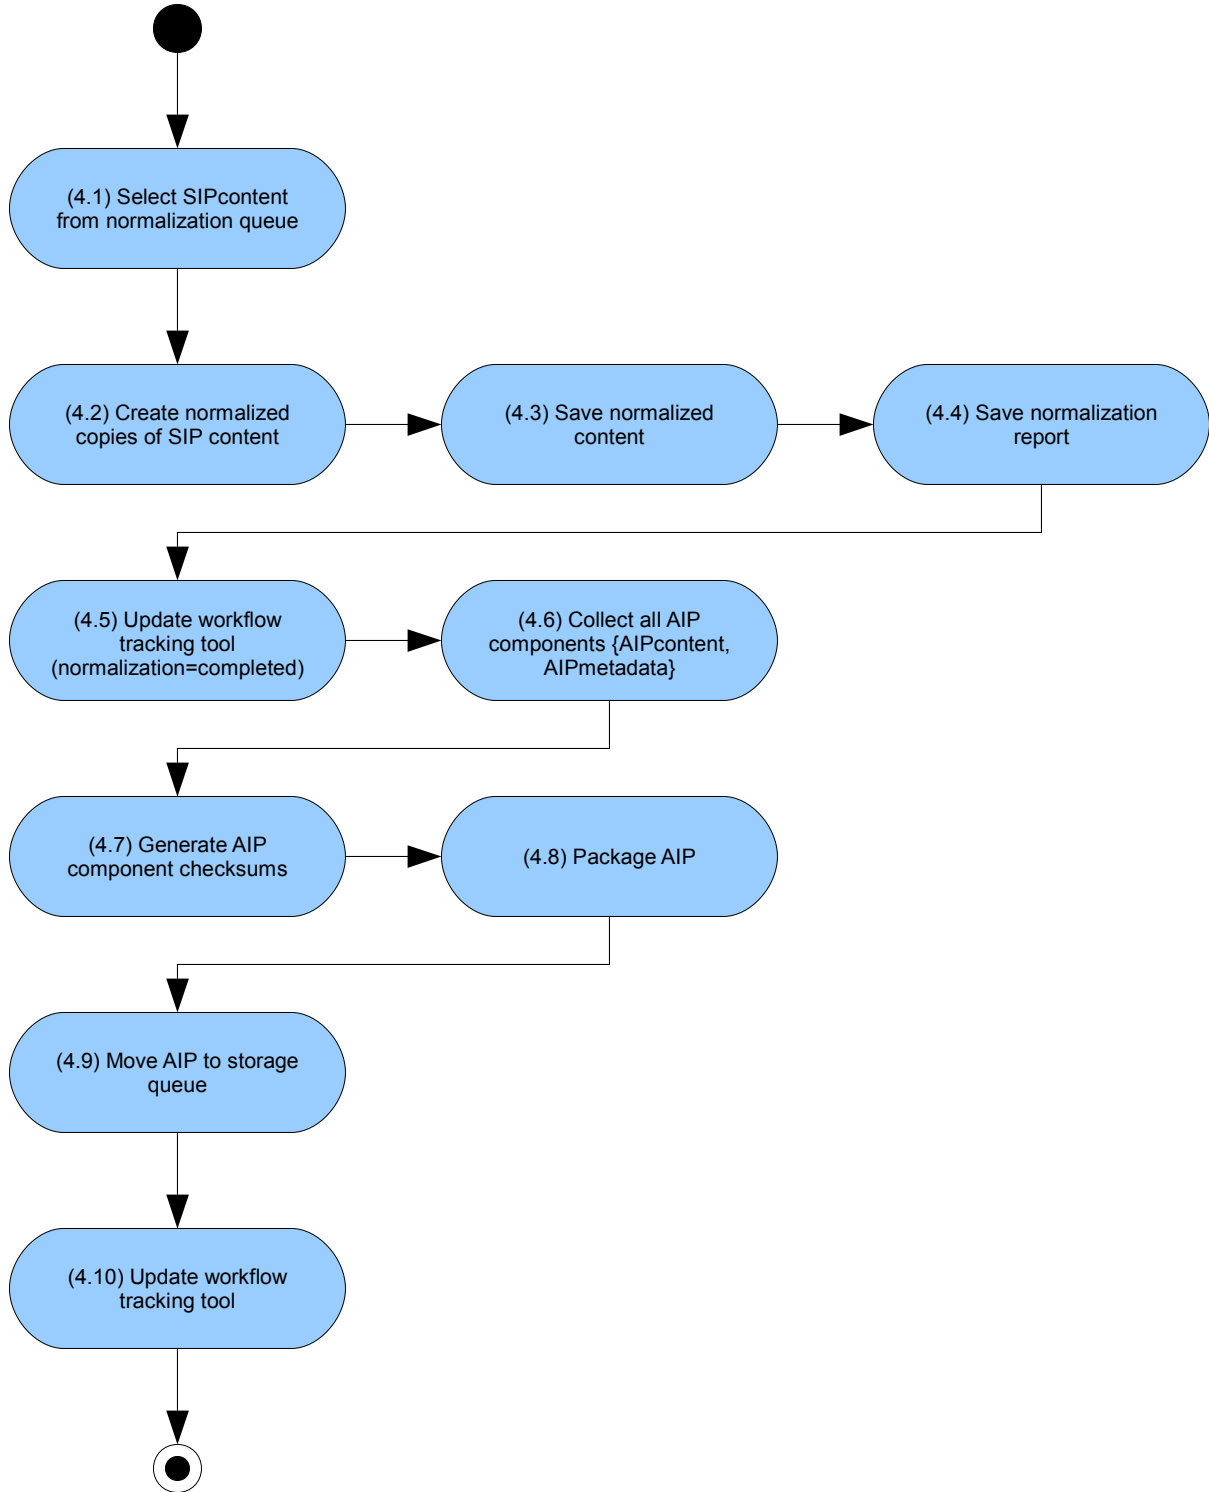 (4.1) Select SIPcontent
from normalization queue
(4.2) Create normalized
copies of SIP content
(4.3) Save normalized
content
(4.4) Save normalization
report
(4.5) Update workflow
tracking tool
(normalization=completed)
(4.6) Collect all AIP
components {AIPcontent,
AIPmetadata}
(4.7) Generate AIP
component checksums
(4.8) Package AIP
(4.9) Move AIP to storage
queue
(4.10) Update workflow
tracking tool